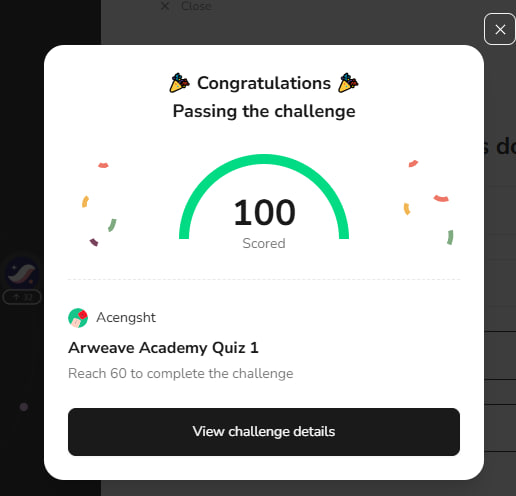 Close
Congratulations
Passing the challenge
s do
100
Scored
32
Acengsht
Arweave Academy Quiz 1
Reach 60 to complete the challenge
View challenge details